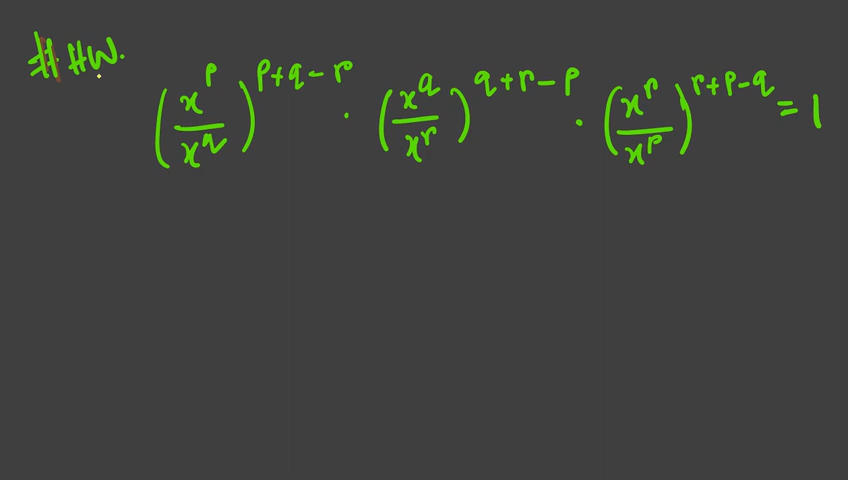 # HW.
(x^p/x^q)^{p+q-r} · (x^q/x^r)^{q+r-p} · (x^r/x^p)^{r+p-q} = 1